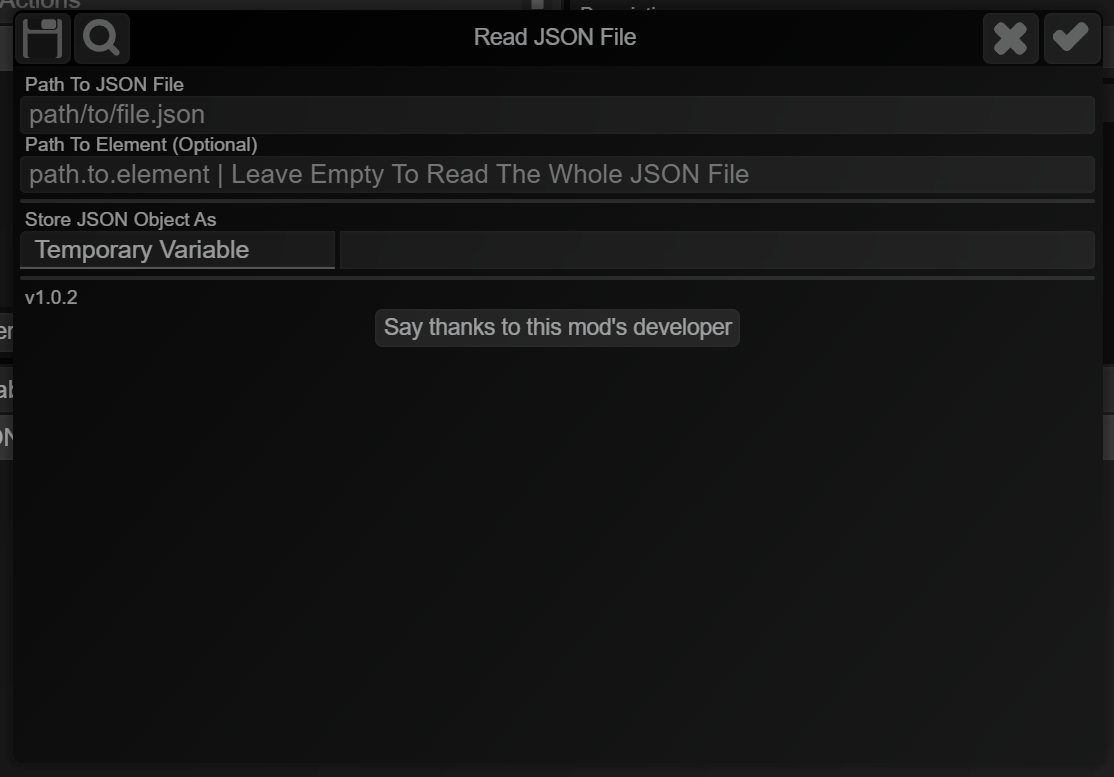 Actions
Read JSON File
Path To JSON File
path/to/file.json
Path To Element (Optional)
path.to.element | Leave Empty To Read The Whole JSON File
Store JSON Object As
Temporary Variable
v1.0.2
Say thanks to this mod's developer